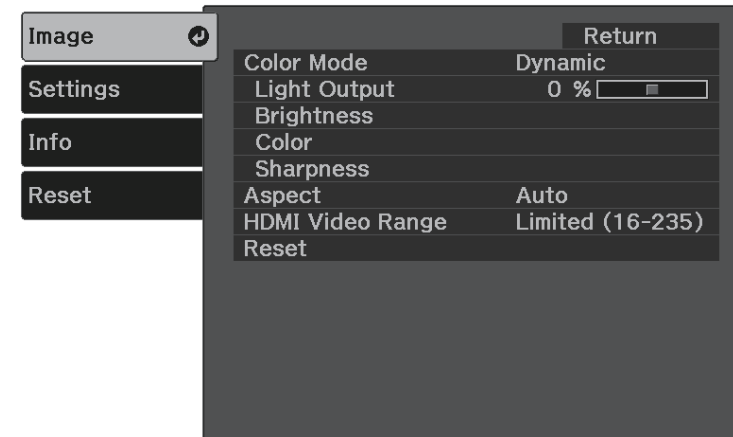 Image
Settings
Info
Reset
Return
Color Mode Dynamic
Light Output 0 %
Brightness
Color
Sharpness
Aspect Auto
HDMI Video Range Limited (16-235)
Reset